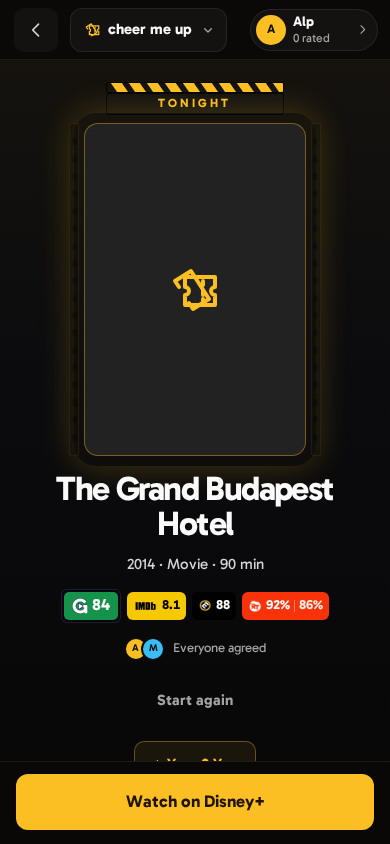 cheer me up
A
Alp
0 rated
TONIGHT
The Grand Budapest
Hotel
2014 · Movie · 90 min
G 84
IMDb 8.1
88
92% | 86%
A M Everyone agreed
Start again
Watch on Disney+